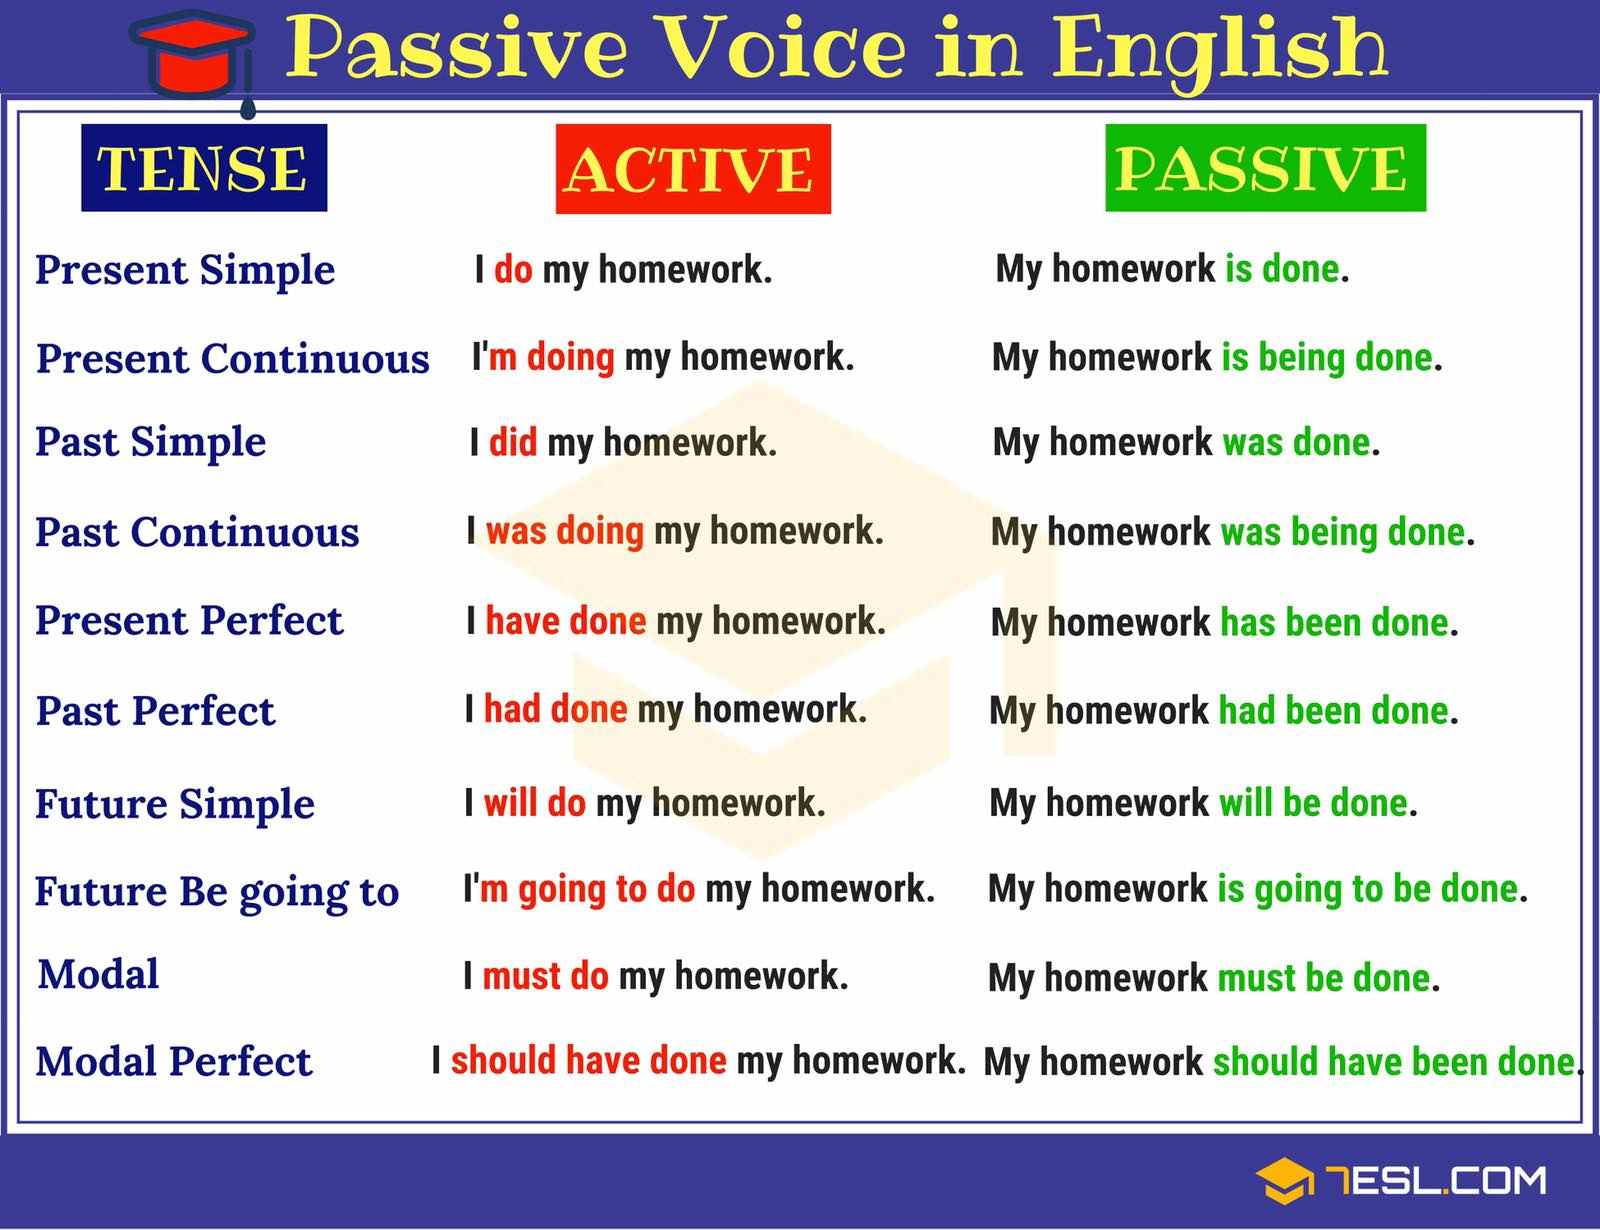 Passive Voice in English
TENSE ACTIVE PASSIVE
Present Simple I do my homework. My homework is done.
Present Continuous I'm doing my homework. My homework is being done.
Past Simple I did my homework. My homework was done.
Past Continuous I was doing my homework. My homework was being done.
Present Perfect I have done my homework. My homework has been done.
Past Perfect I had done my homework. My homework had been done.
Future Simple I will do my homework. My homework will be done.
Future Be going to I'm going to do my homework. My homework is going to be done.
Modal I must do my homework. My homework must be done.
Modal Perfect I should have done my homework. My homework should have been done.
7ESL.COM